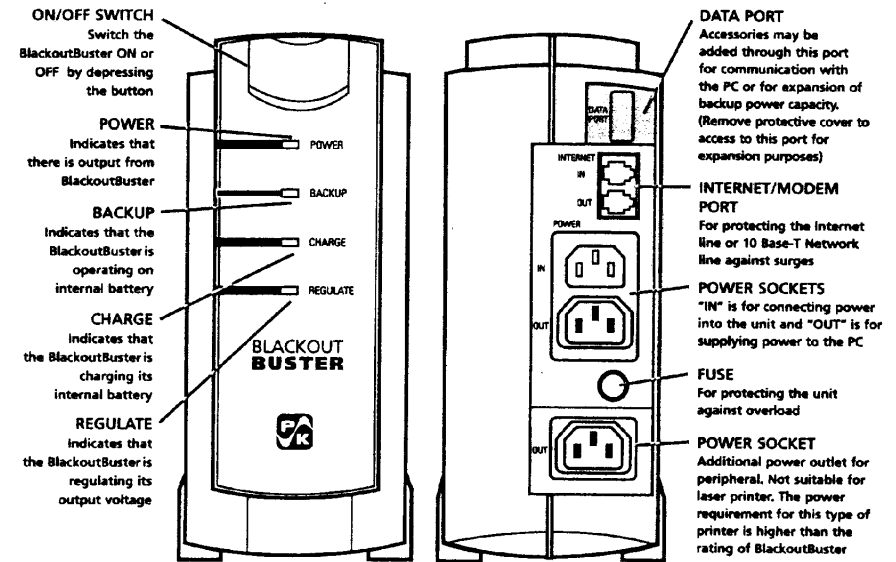 ON/OFF SWITCH
Switch the
BlackoutBuster ON or
OFF by depressing
the button
POWER
Indicates that
there is output from
BlackoutBuster
BACKUP
Indicates that the
BlackoutBuster is
operating on
internal battery
CHARGE
Indicates that
the BlackoutBuster is
charging its
internal battery
REGULATE
Indicates that
the BlackoutBuster is
regulating its
output voltage
POWER
BACKUP
CHARGE
REGULATE
BLACKOUT
BUSTER
PK
DATA
PORT
INTERNET
IN
OUT
POWER
IN
OUT
OUT
DATA PORT
Accessories may be
added through this port
for communication with
the PC or for expansion of
backup power capacity.
(Remove protective cover to
access to this port for
expansion purposes)
INTERNET/MODEM
PORT
For protecting the Internet
line or 10 Base-T Network
line against surges
POWER SOCKETS
"IN" is for connecting power
into the unit and "OUT" is for
supplying power to the PC
FUSE
For protecting the unit
against overload
POWER SOCKET
Additional power outlet for
peripheral. Not suitable for
laser printer. The power
requirement for this type of
printer is higher than the
rating of BlackoutBuster